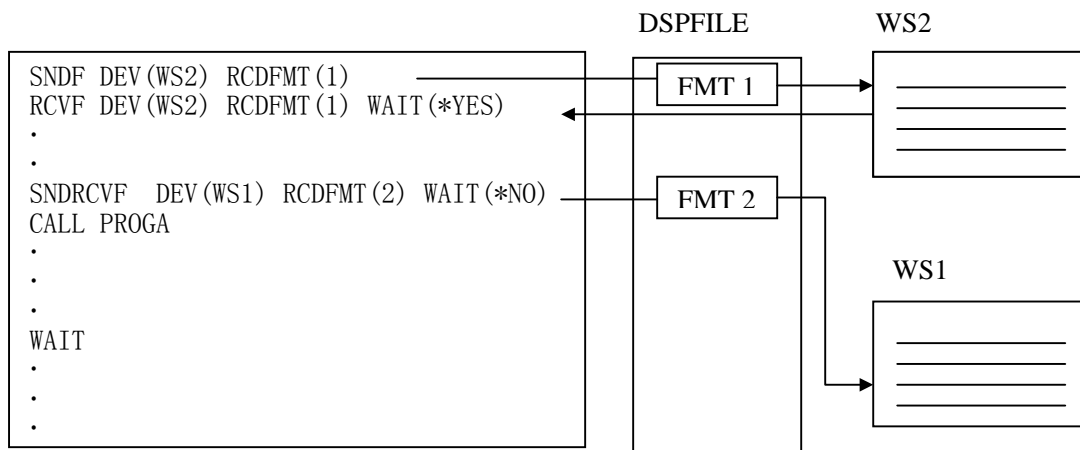 DSPFILE WS2
SNDF DEV(WS2) RCDFMT(1)
FMT 1
RCVF DEV(WS2) RCDFMT(1) WAIT(*YES)
.
.
SNDRCVF DEV(WS1) RCDFMT(2) WAIT(*NO)
FMT 2
CALL PROGA
.
.
.
WS1
WAIT
.
.
.